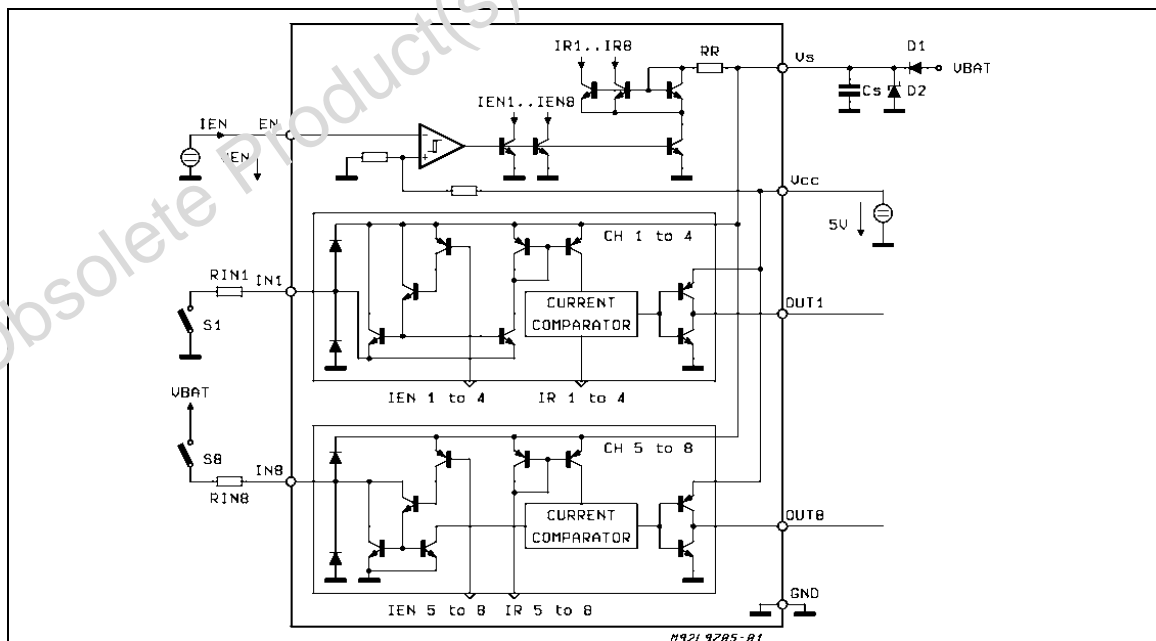 Obsolete Product(s)
IR1..IR8
RR
Vs
D1
VBAT
Cs
D2
IEN1..IEN8
IEN
EN
VEN
Vcc
5V
CH 1 to 4
RIN1
IN1
S1
CURRENT
COMPARATOR
OUT1
IEN 1 to 4
IR 1 to 4
VBAT
CH 5 to 8
S8
IN8
RIN8
CURRENT
COMPARATOR
OUT8
IEN 5 to 8
IR 5 to 8
GND
M92L9705-01